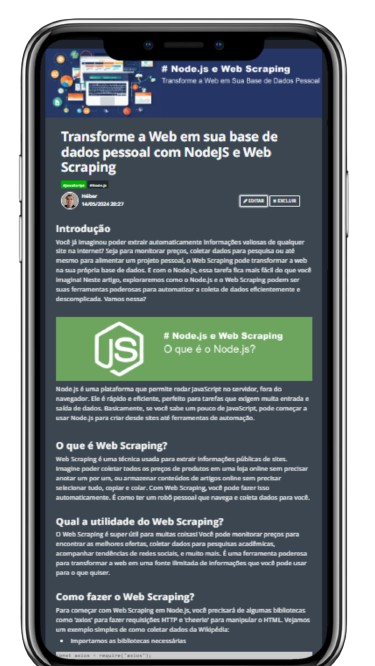 # Node.js e Web Scraping
Transforme a Web em Sua Base de Dados Pessoal
Transforme a Web em sua base de
dados pessoal com NodeJS e Web
Scraping
#JavaScript #Node.js
Héber
14/05/2024 20:27
EDITAR
EXCLUIR
Introdução
Você já imaginou poder extrair automaticamente informações valiosas de qualquer
site na internet? Seja para monitorar preços, coletar dados para pesquisa ou até
mesmo para alimentar um projeto pessoal, o Web Scraping pode transformar a web
na sua própria base de dados. E com o Node.js, essa tarefa fica mais fácil do que você
imagina! Neste artigo, exploraremos como o Node.js e o Web Scraping podem ser
suas ferramentas poderosas para automatizar a coleta de dados eficientemente e
descomplicada. Vamos nessa?
JS
# Node.js e Web Scraping
O que é o Node.js?
Node.js é uma plataforma que permite rodar JavaScript no servidor, fora do
navegador. Ele é rápido e eficiente, perfeito para tarefas que exigem muita entrada e
saída de dados. Basicamente, se você sabe um pouco de JavaScript, pode começar a
usar Node.js para criar desde sites até ferramentas de automação.
O que é Web Scraping?
Web Scraping é uma técnica usada para extrair informações públicas de sites.
Imagine poder coletar todos os preços de produtos em uma loja online sem precisar
anotar um por um, ou armazenar conteúdos de artigos online sem precisar
selecionar tudo, copiar e colar. Com Web Scraping, você pode fazer isso
automaticamente. É como ter um robô pessoal que navega e coleta dados para você.
Qual a utilidade do Web Scraping?
O Web Scraping é super útil para muitas coisas! Você pode monitorar preços para
encontrar as melhores ofertas, coletar dados para pesquisas acadêmicas,
acompanhar tendências de redes sociais, e muito mais. É uma ferramenta poderosa
para transformar a web em uma fonte ilimitada de informações que você pode usar
para o que quiser.
Como fazer o Web Scraping?
Para começar com Web Scraping em Node.js, você precisará de algumas bibliotecas
como 'axios' para fazer requisições HTTP e 'cheerio' para manipular o HTML. Vejamos
um exemplo simples de como coletar dados da Wikipédia:
• Importamos as bibliotecas necessárias
const axios = require("axios");